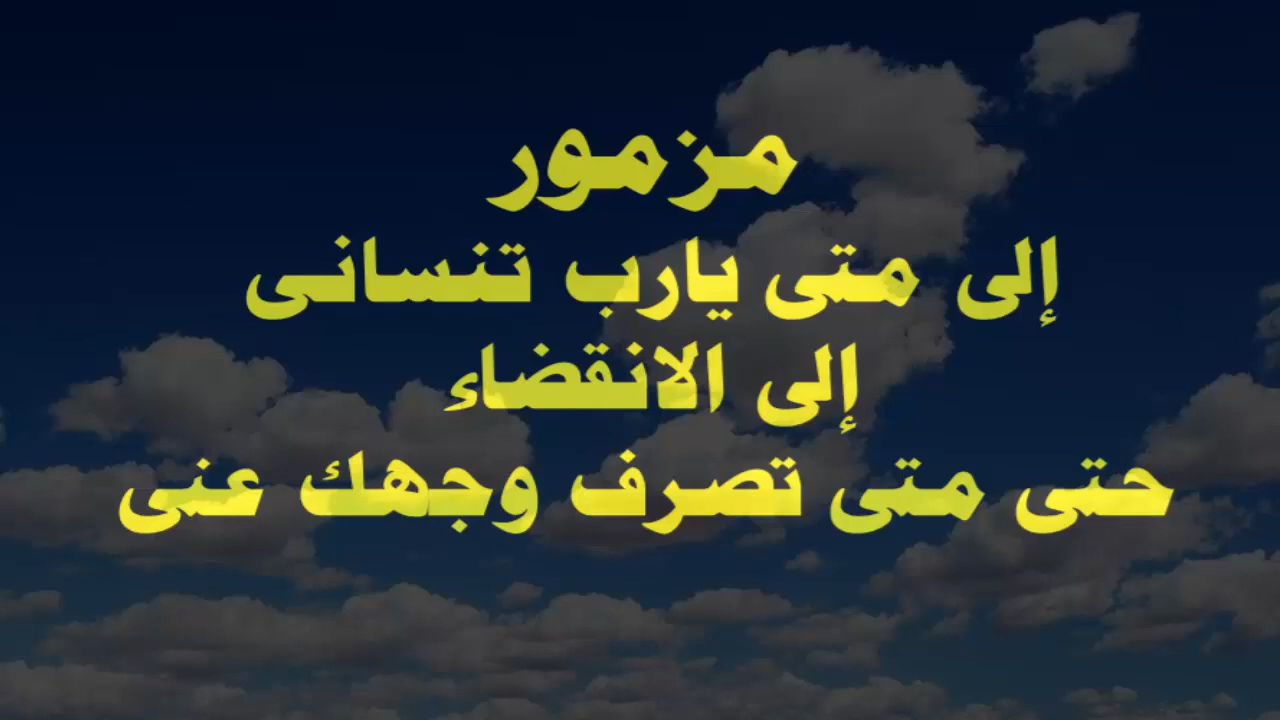 مزمور
إلى متى يارب تنسانى
إلى الانقضاء
حتى متى تصرف وجهك عنى